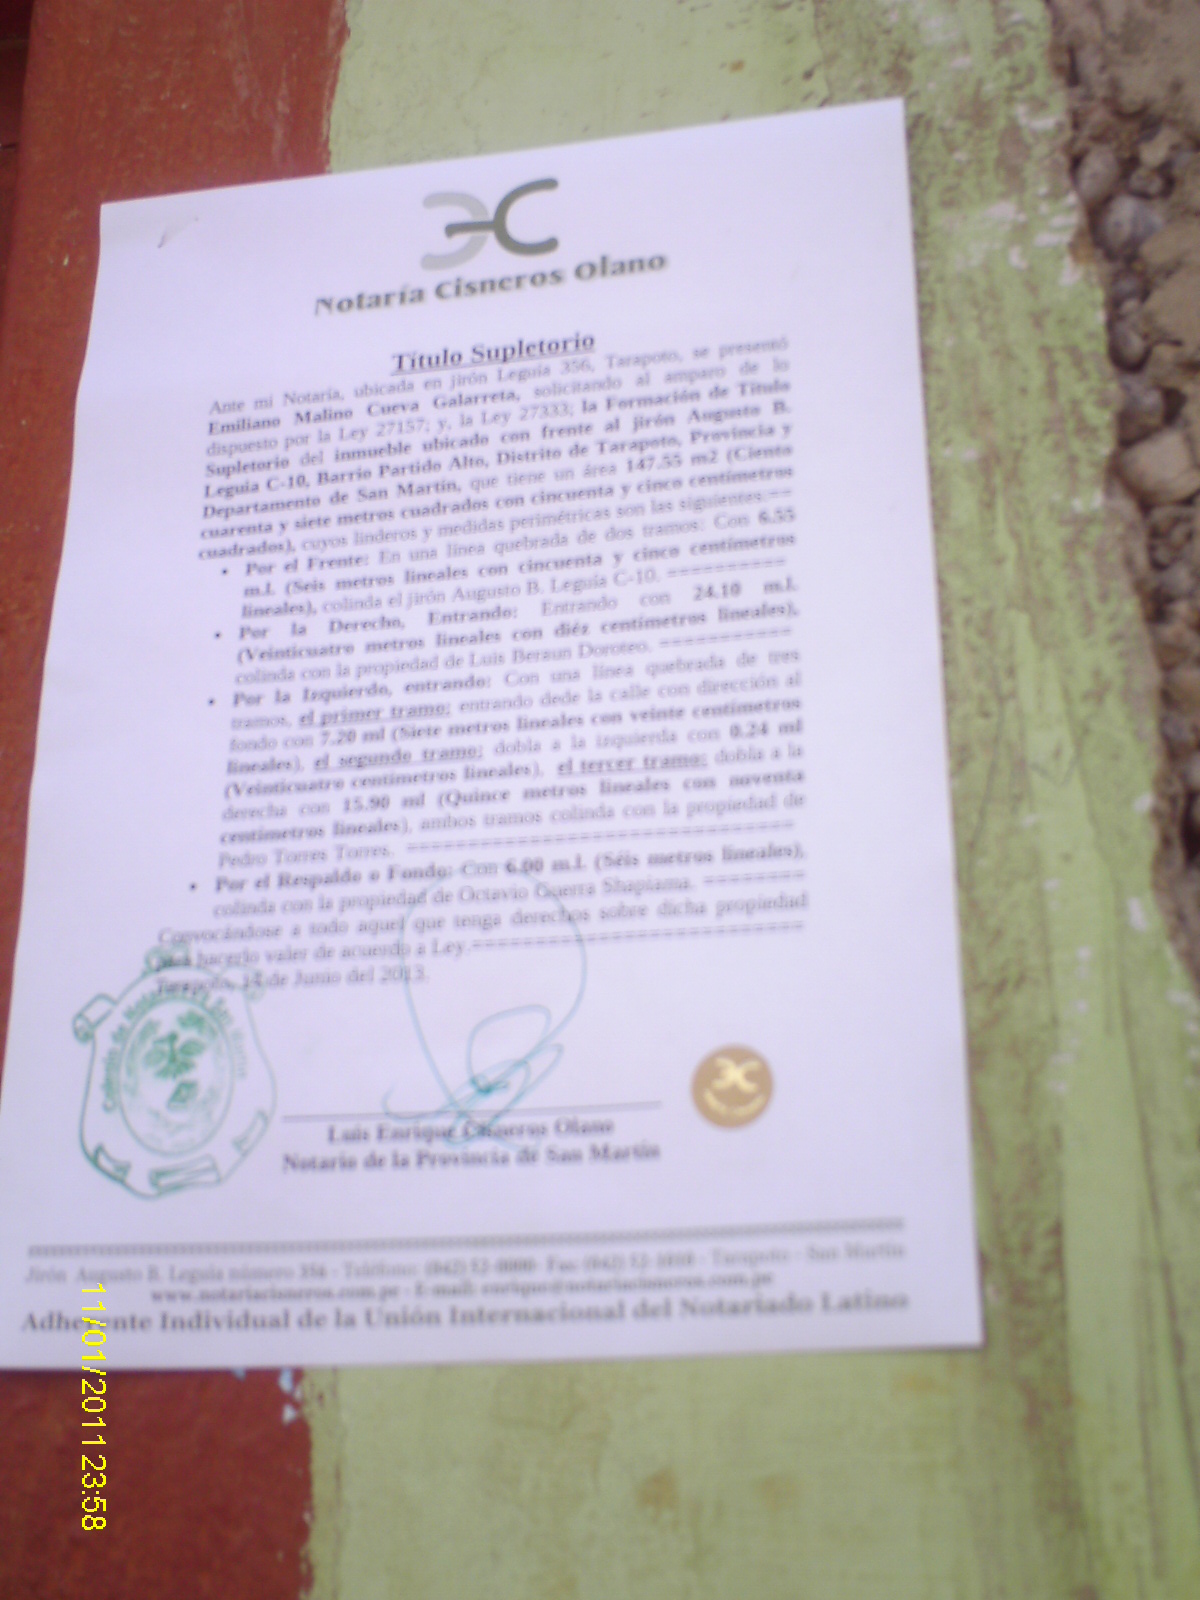 Notaría Cisneros Olano
Título Supletorio
Ante mi Notaría, ubicada en jirón Leguía 356, Tarapoto, se presentó
Emiliano Malino Cueva Galarreta, solicitando al amparo de lo
dispuesto por la Ley 27157; y, la Ley 27333; la Formación de Título
Supletorio del inmueble ubicado con frente al jirón Augusto B.
Leguía C-10, Barrio Partido Alto, Distrito de Tarapoto, Provincia y
Departamento de San Martín, que tiene un área 147.55 m2 (Ciento
cuarenta y siete metros cuadrados con cincuenta y cinco centímetros
cuadrados), cuyos linderos y medidas perimétricas son las siguientes: ==
• Por el Frente: En una línea quebrada de dos tramos: Con 6.55
m.l. (Seis metros lineales con cincuenta y cinco centímetros
lineales), colinda el jirón Augusto B. Leguía C-10. ==========
• Por la Derecho, Entrando: Entrando con 24.10 m.l.
(Veinticuatro metros lineales con diéz centímetros lineales),
colinda con la propiedad de Luis Beraun Doroteo. ===========
• Por la Izquierdo, entrando: Con una línea quebrada de tres
tramos, el primer tramo; entrando dede la calle con dirección al
fondo con 7.20 ml (Siete metros lineales con veinte centímetros
lineales), el segundo tramo; dobla a la izquierda con 0.24 ml
(Veinticuatro centímetros lineales), el tercer tramo; dobla a la
derecha con 15.90 ml (Quince metros lineales con noventa
centímetros lineales), ambos tramos colinda con la propiedad de
Pedro Torres Torres. ================================
• Por el Respaldo o Fondo: Con 6.00 m.l. (Séis metros lineales),
colinda con la propiedad de Octavio Guerra Shapiama. ========
Convocándose a todo aquel que tenga derechos sobre dicha propiedad
para hacerlo valer de acuerdo a Ley.===========================
Tarapoto, 14 de Junio del 2013.
Colegio de Notarios de San Martín
Luis Enrique Cisneros Olano
Notario de la Provincia de San Martín
Jirón Augusto B. Leguía número 356 - Teléfono: (042) 52- Fax: (042) 52- - Tarapoto - San Martín
www.notariacisneros.com.pe - E-mail: enrique@notariacisneros.com.pe
Adherente Individual de la Unión Internacional del Notariado Latino
11/01/2011 23:58